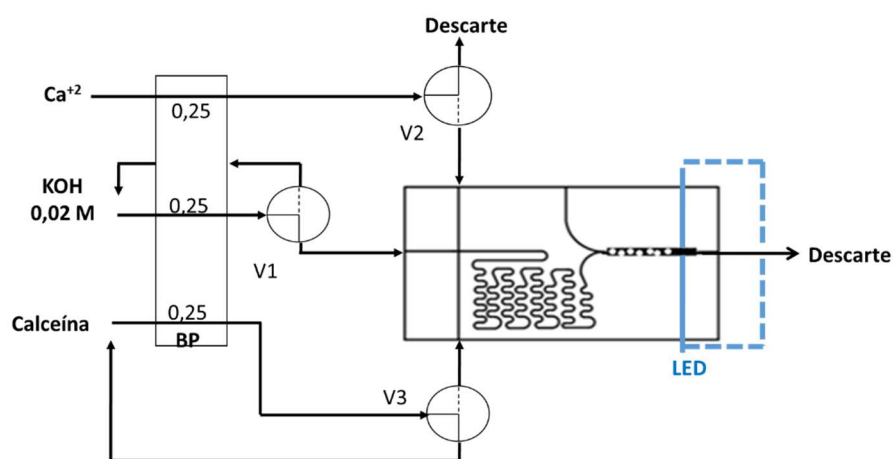 Descarte
Ca+2
0,25
V2
KOH
0,02 M
0,25
V1
Descarte
Calceína
0,25
BP
V3
LED